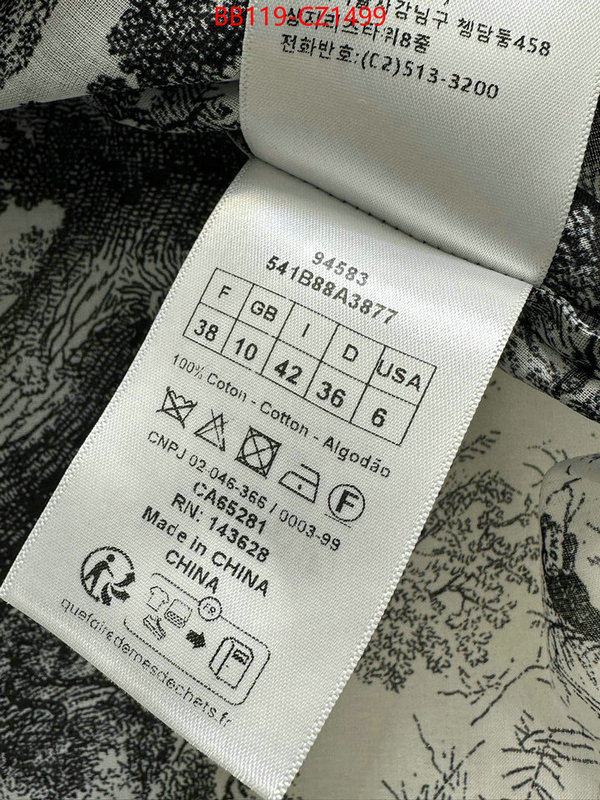 BB119-CZ1499
강남구 청담동458
전화번호:(C2)513-3200
94583
541B88A3877
F GB I D USA
38 10 42 36 6
100% Coton - Cotton - Algodão
F
CNPJ 02-046-366 / 0003-99
CA65281
RN: 143628
Made in CHINA
CHINA
FR
quefairedemesdechets.fr